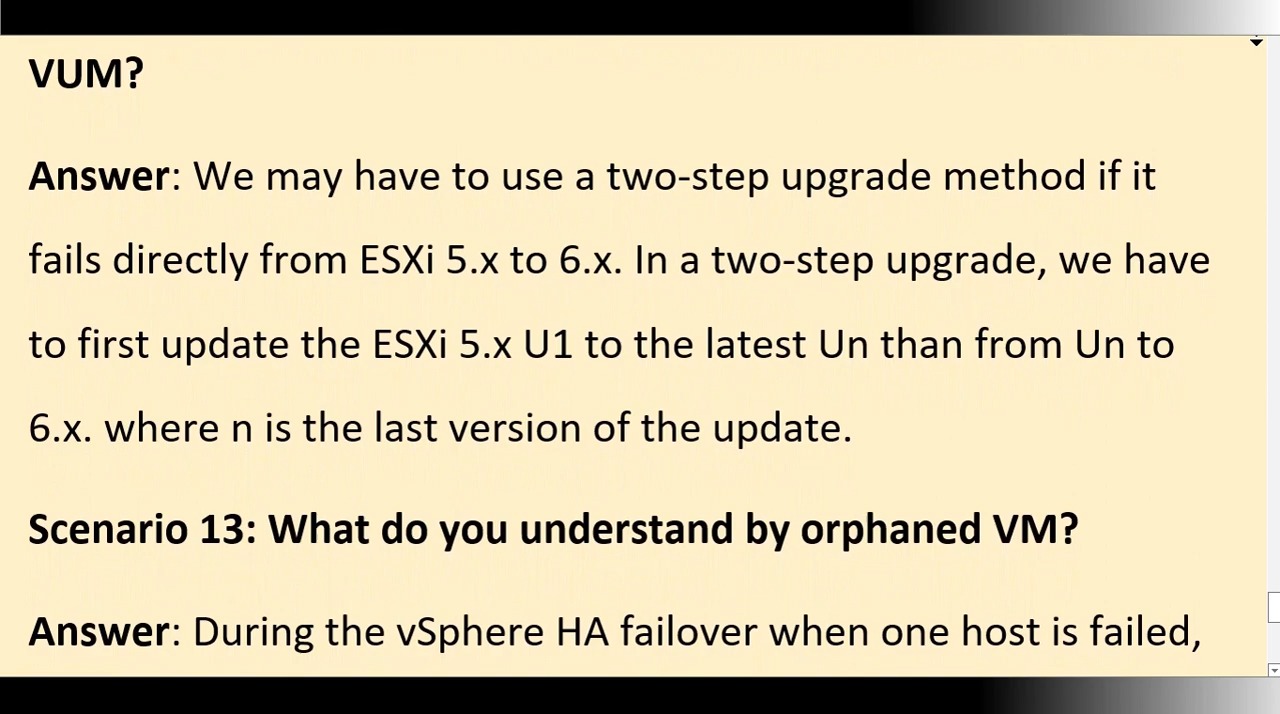 VUM?
Answer: We may have to use a two-step upgrade method if it
fails directly from ESXi 5.x to 6.x. In a two-step upgrade, we have
to first update the ESXi 5.x U1 to the latest Un than from Un to
6.x. where n is the last version of the update.
Scenario 13: What do you understand by orphaned VM?
Answer: During the vSphere HA failover when one host is failed,